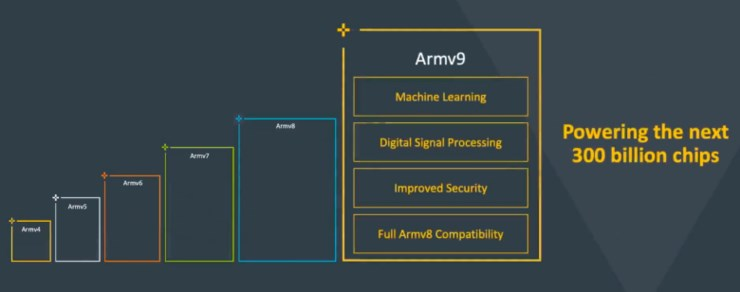 Armv4
Armv5
Armv6
Armv7
Armv8
Armv9
Machine Learning
Digital Signal Processing
Improved Security
Full Armv8 Compatibility
Powering the next
300 billion chips